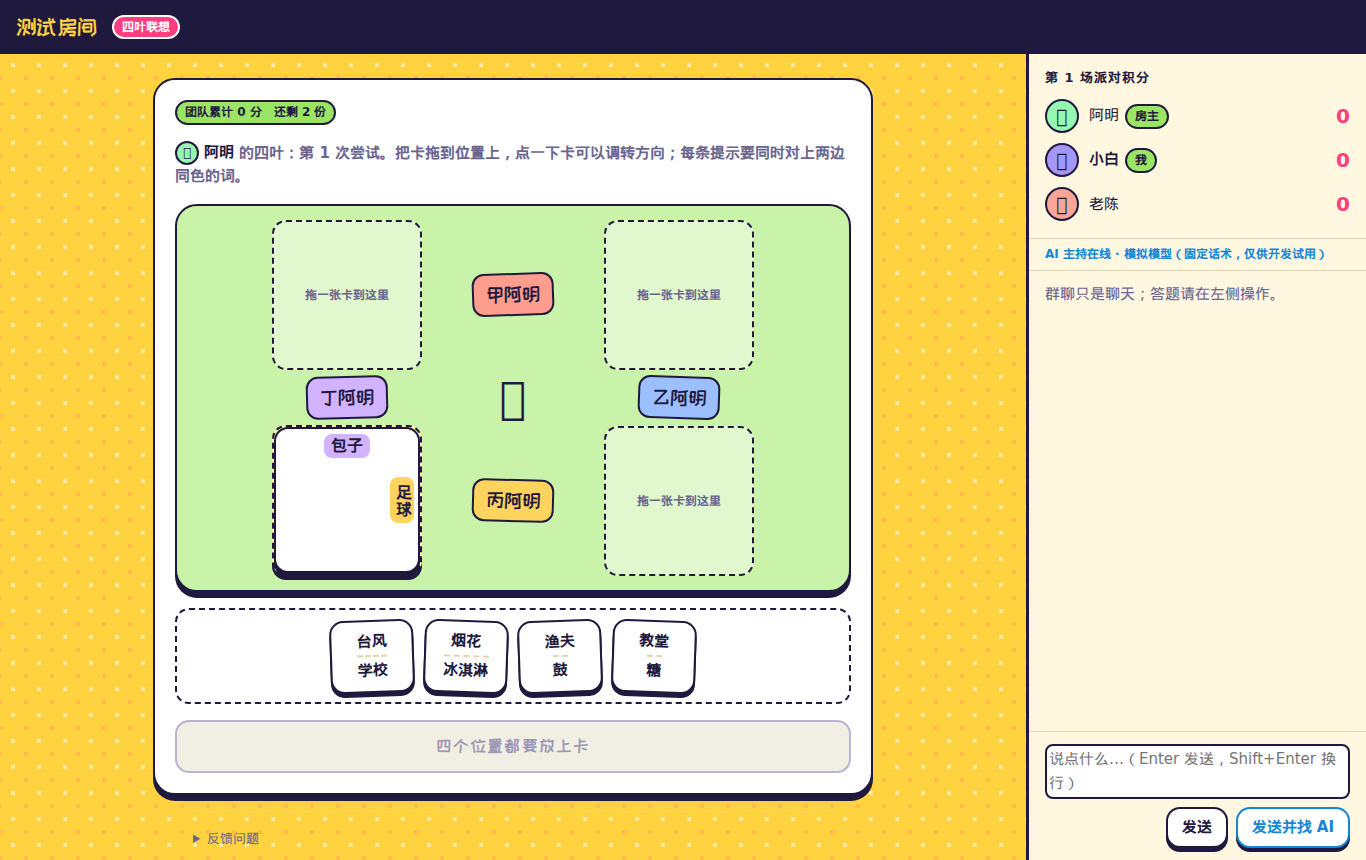 测试房间 四叶联想
团队累计 0 分 还剩 2 份
阿明 的四叶：第 1 次尝试。把卡拖到位置上，点一下卡可以调转方向；每条提示要同时对上两边
同色的词。
拖一张卡到这里
甲阿明
拖一张卡到这里
丁阿明
乙阿明
包子
足球
丙阿明
拖一张卡到这里
台风
学校
烟花
冰淇淋
渔夫
鼓
教堂
糖
四个位置都要放上卡
反馈问题
第 1 场派对积分
阿明 房主 0
小白 我 0
老陈 0
AI 主持在线 · 模拟模型（固定话术，仅供开发试用）
群聊只是聊天；答题请在左侧操作。
说点什么…（Enter 发送，Shift+Enter 换
行）
发送 发送并找 AI